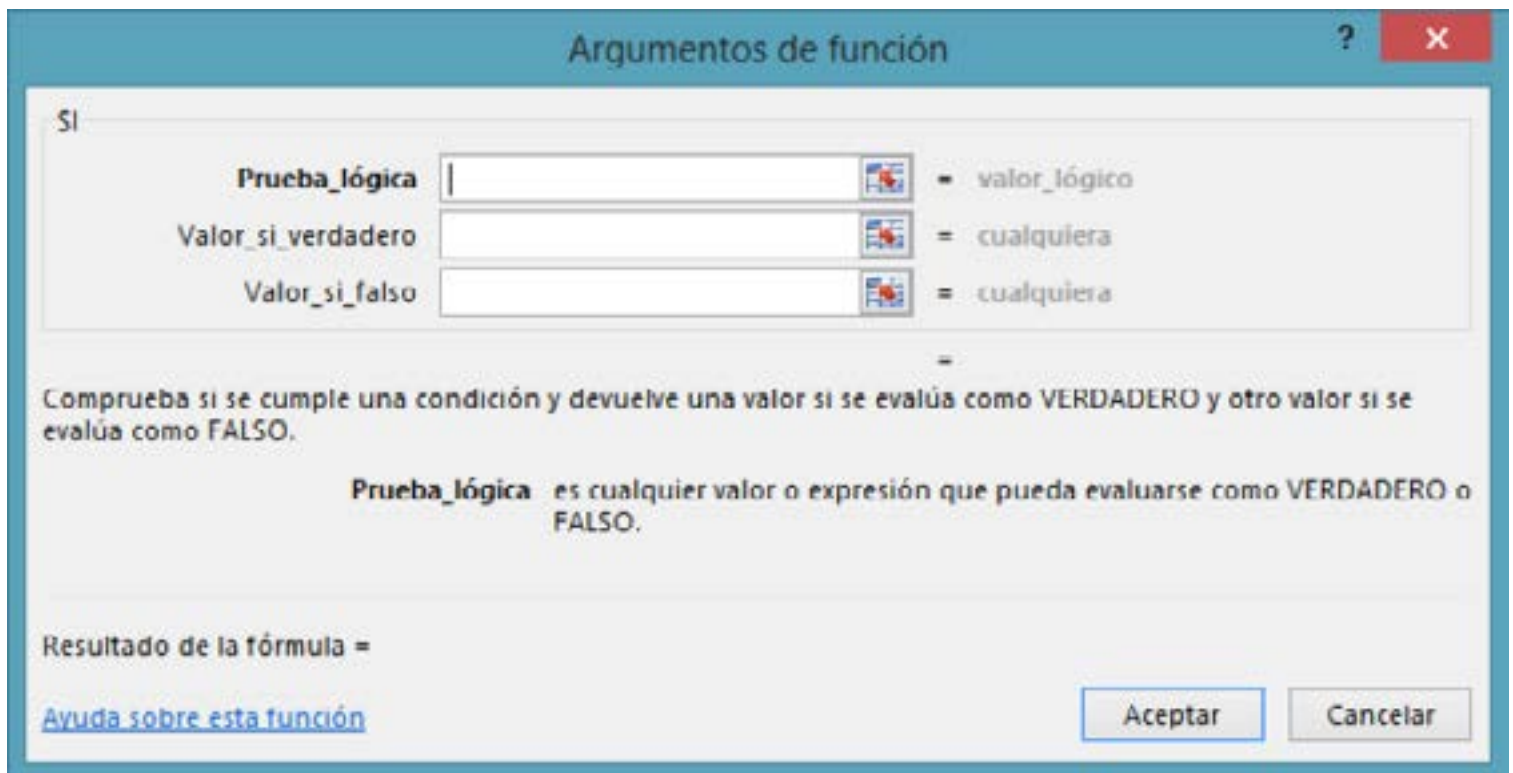 Argumentos de función
?
SI
Prueba_lógica = valor_lógico
Valor_si_verdadero = cualquiera
Valor_si_falso = cualquiera
=
Comprueba si se cumple una condición y devuelve una valor si se evalúa como VERDADERO y otro valor si se
evalúa como FALSO.
Prueba_lógica es cualquier valor o expresión que pueda evaluarse como VERDADERO o
FALSO.
Resultado de la fórmula =
Ayuda sobre esta función
Aceptar Cancelar